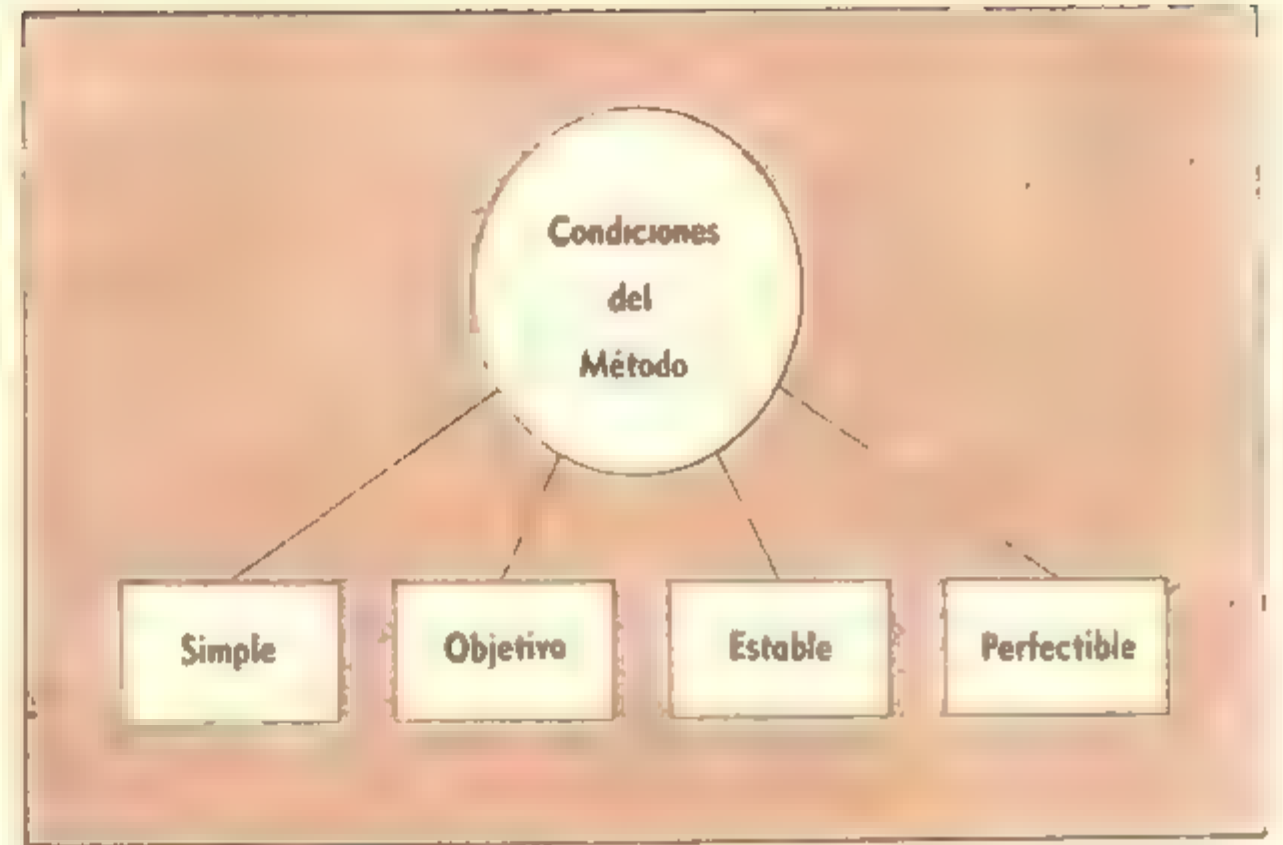 Condiciones
del
Método
Simple
Objetivo
Estable
Perfectible